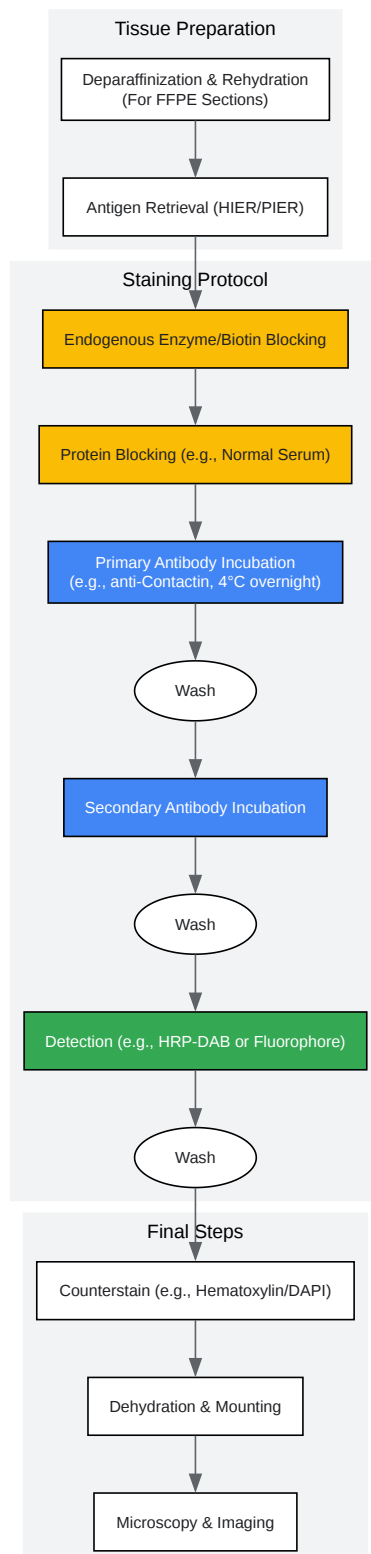 Tissue Preparation
Deparaffinization & Rehydration
(For FFPE Sections)
Antigen Retrieval (HIER/PIER)
Staining Protocol
Endogenous Enzyme/Biotin Blocking
Protein Blocking (e.g., Normal Serum)
Primary Antibody Incubation
(e.g., anti-Contactin, 4°C overnight)
Wash
Secondary Antibody Incubation
Wash
Detection (e.g., HRP-DAB or Fluorophore)
Wash
Final Steps
Counterstain (e.g., Hematoxylin/DAPI)
Dehydration & Mounting
Microscopy & Imaging